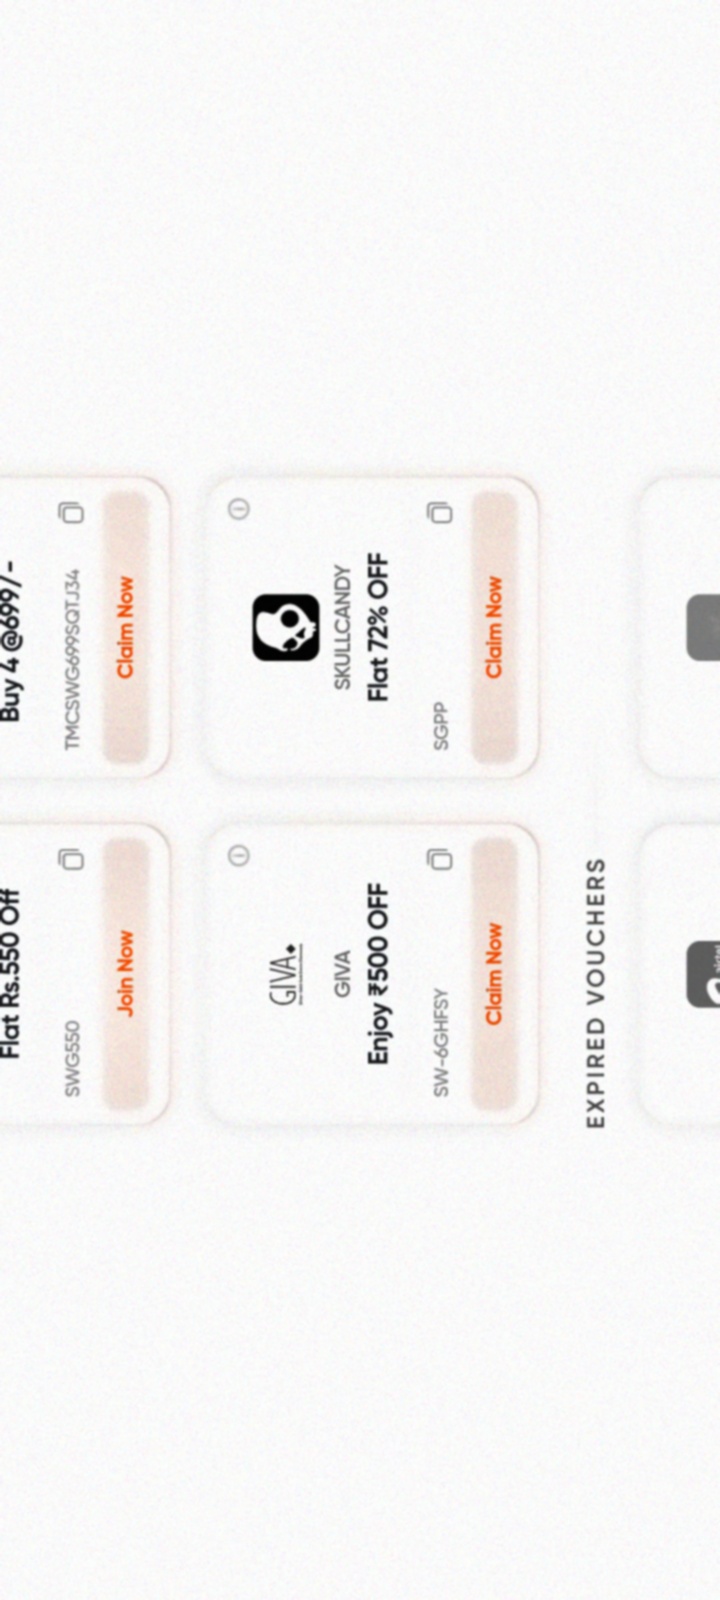 Flat Rs.550 Off
SWG550
Join Now
Buy 4 @699/-
TMCSWG699SQTJ34
Claim Now
GIVA
GIVA
Enjoy ₹500 OFF
SW-6GHFSY
Claim Now
SKULLCANDY
Flat 72% OFF
SGPP
Claim Now
EXPIRED VOUCHERS